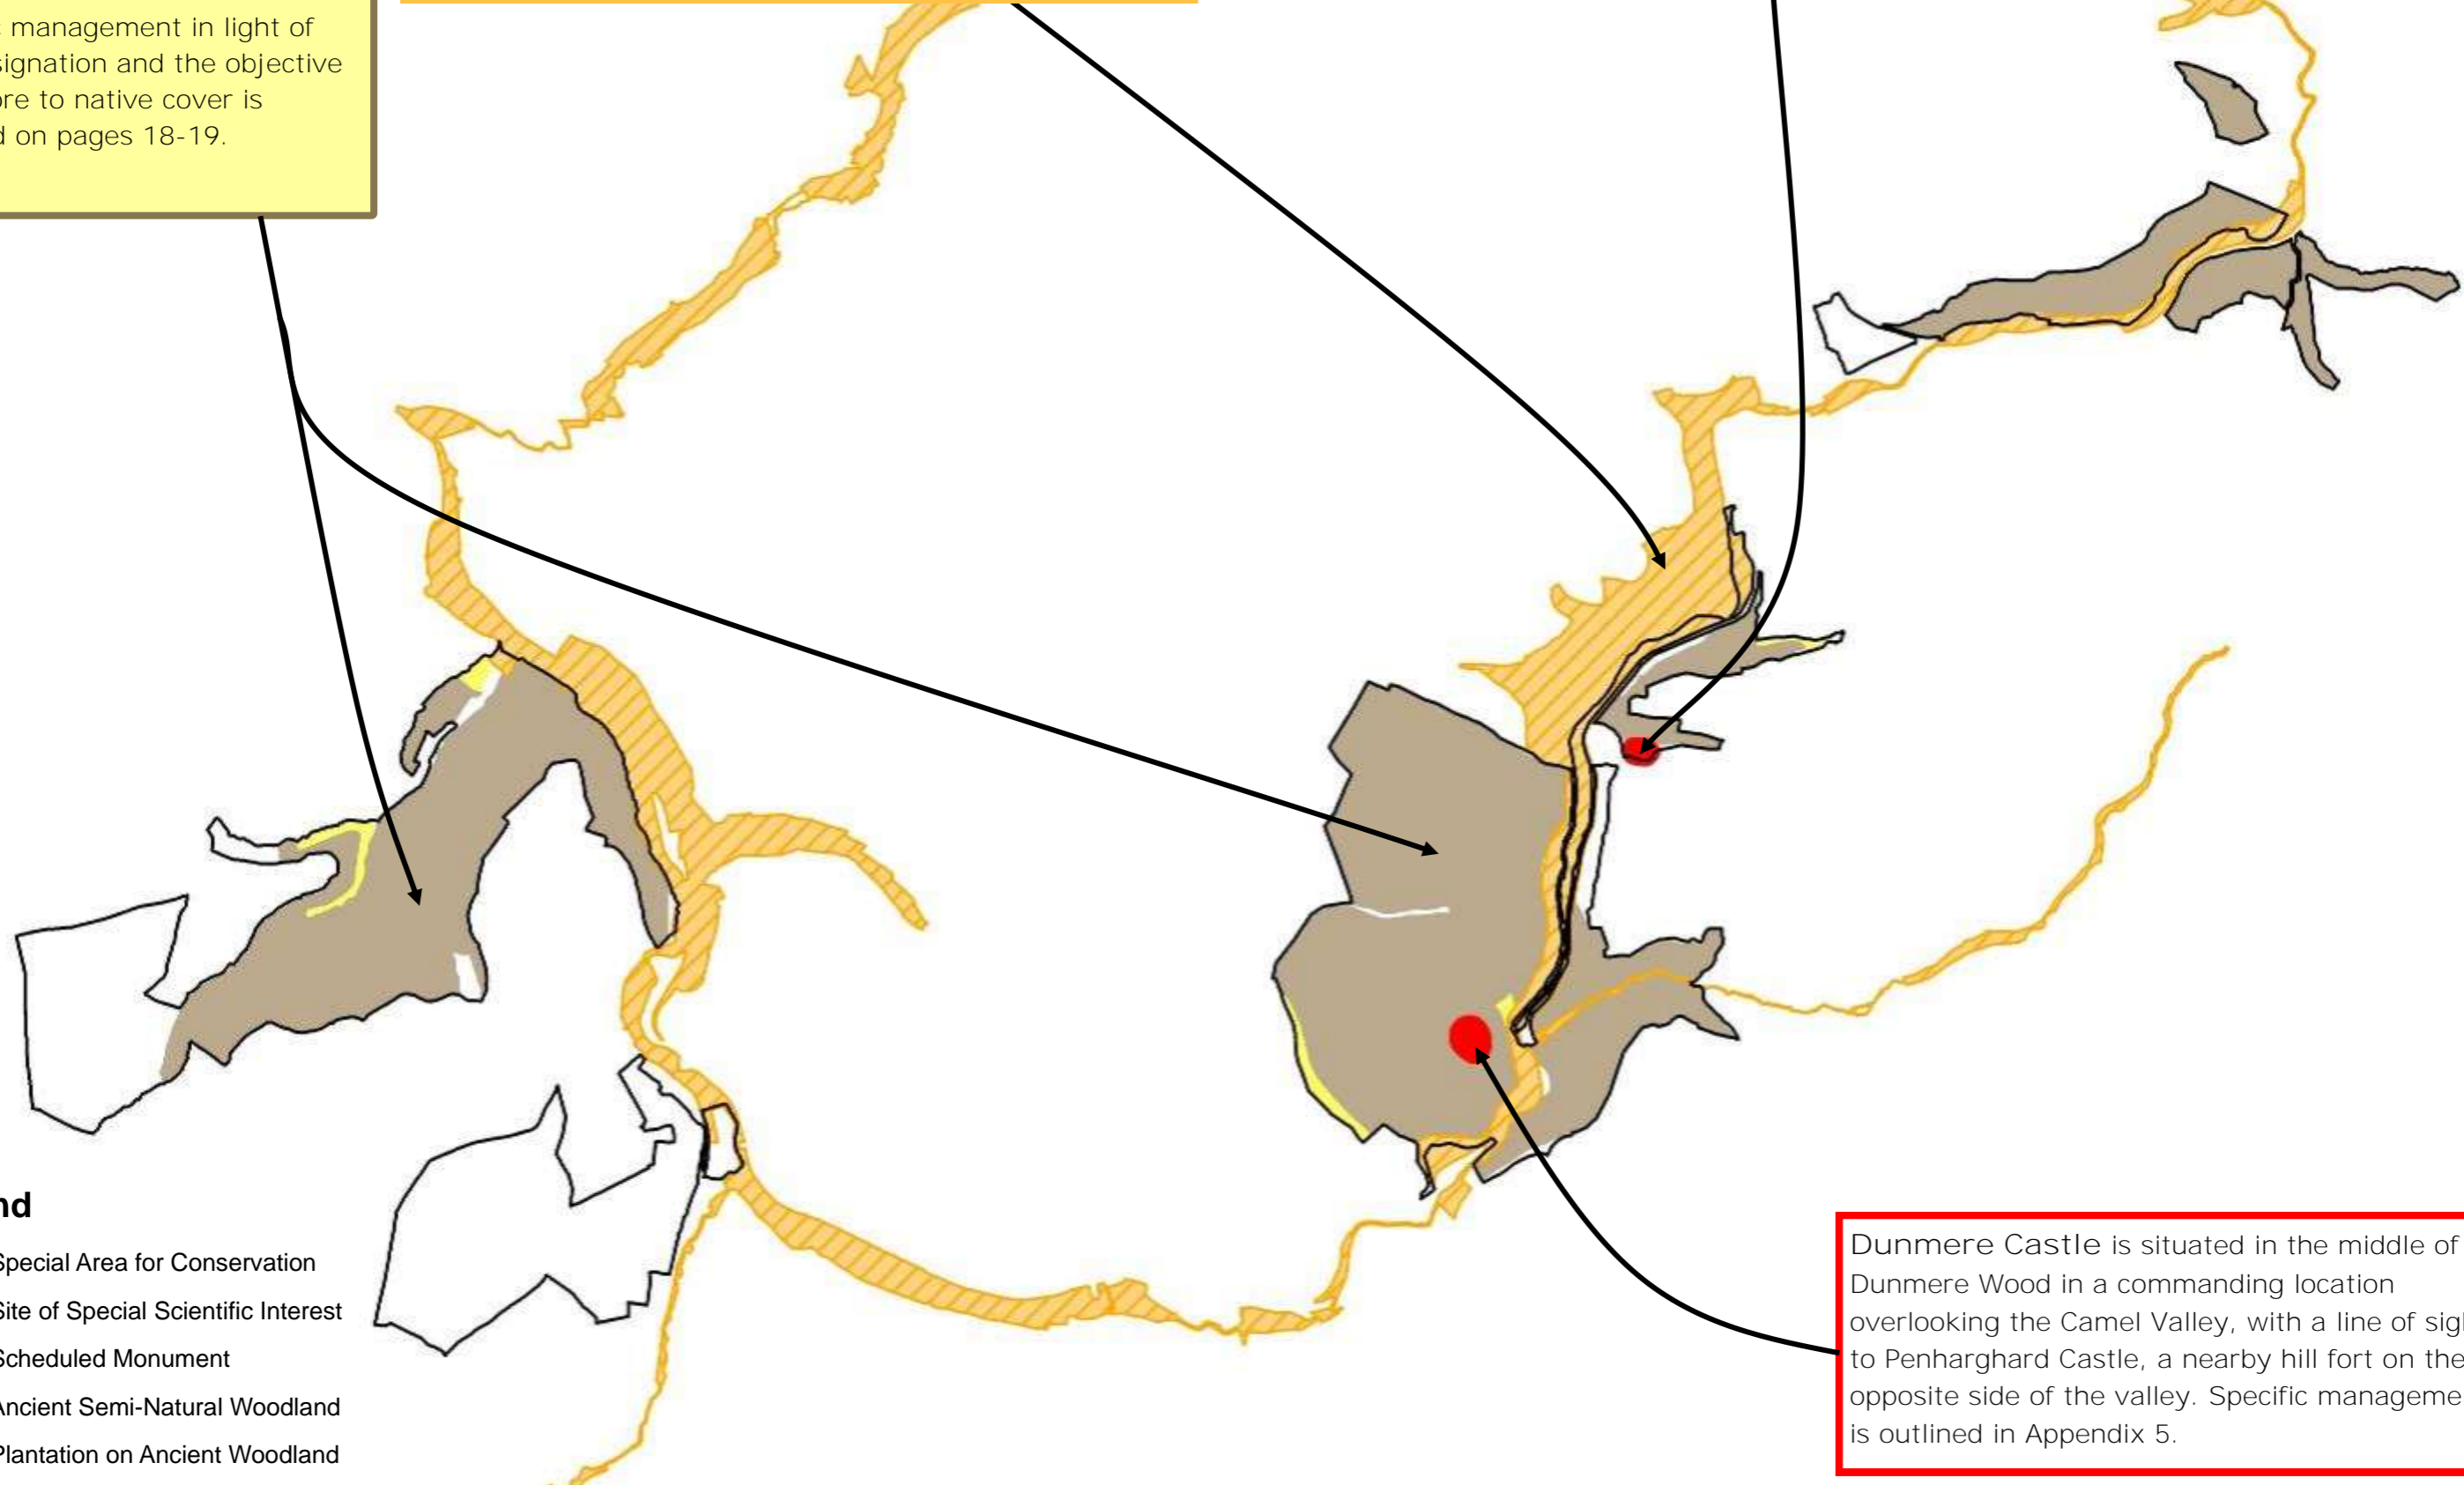 management in light of
signation and the objective
ore to native cover is
d on pages 18-19.
nd
Special Area for Conservation
Site of Special Scientific Interest
Scheduled Monument
Ancient Semi-Natural Woodland
Plantation on Ancient Woodland
Dunmere Castle is situated in the middle of
Dunmere Wood in a commanding location
overlooking the Camel Valley, with a line of sigh
to Penharghard Castle, a nearby hill fort on the
opposite side of the valley. Specific manageme
is outlined in Appendix 5.